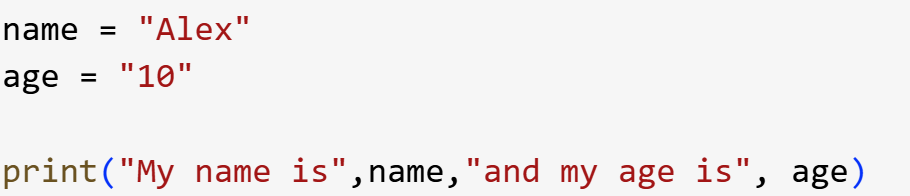 name = "Alex"
age = "10"
print("My name is",name,"and my age is", age)